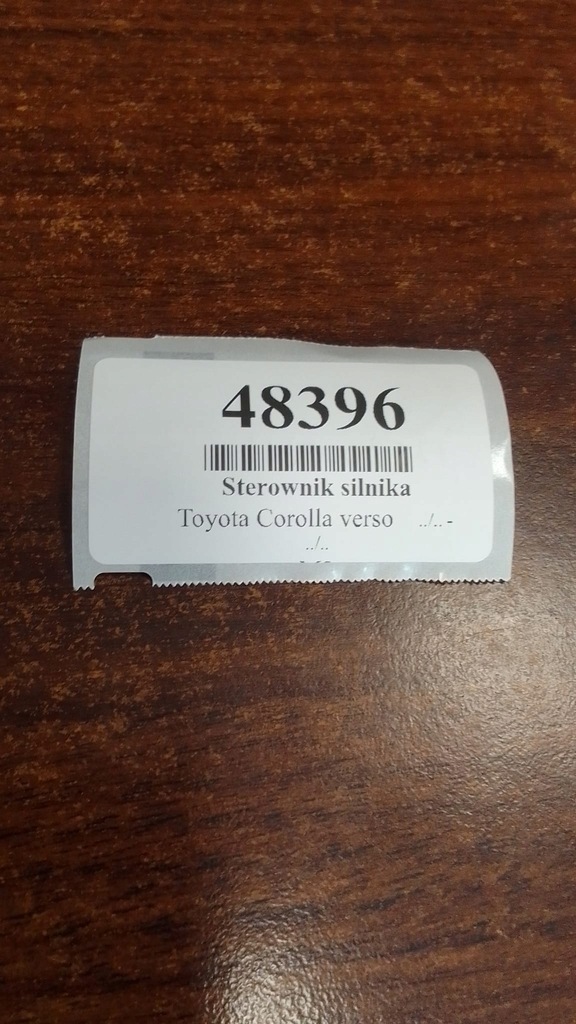 48396
Sterownik silnika
Toyota Corolla verso ../.. -
../..